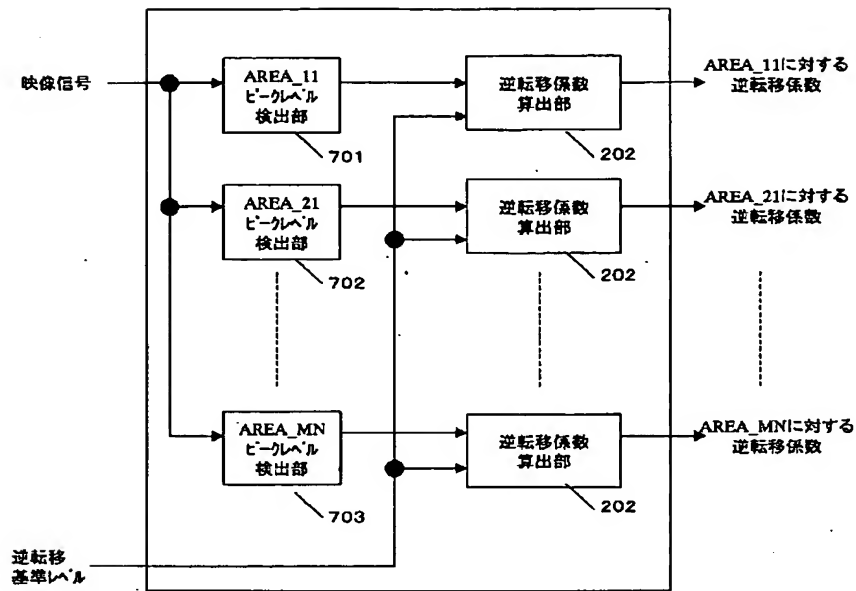 映像信号
AREA_11
ピークレベル
検出部
701
逆転移係数
算出部
202
AREA_11に対する
逆転移係数
AREA_21
ピークレベル
検出部
702
逆転移係数
算出部
202
AREA_21に対する
逆転移係数
AREA_MN
ピークレベル
検出部
703
逆転移係数
算出部
202
AREA_MNに対する
逆転移係数
逆転移
基準レベル